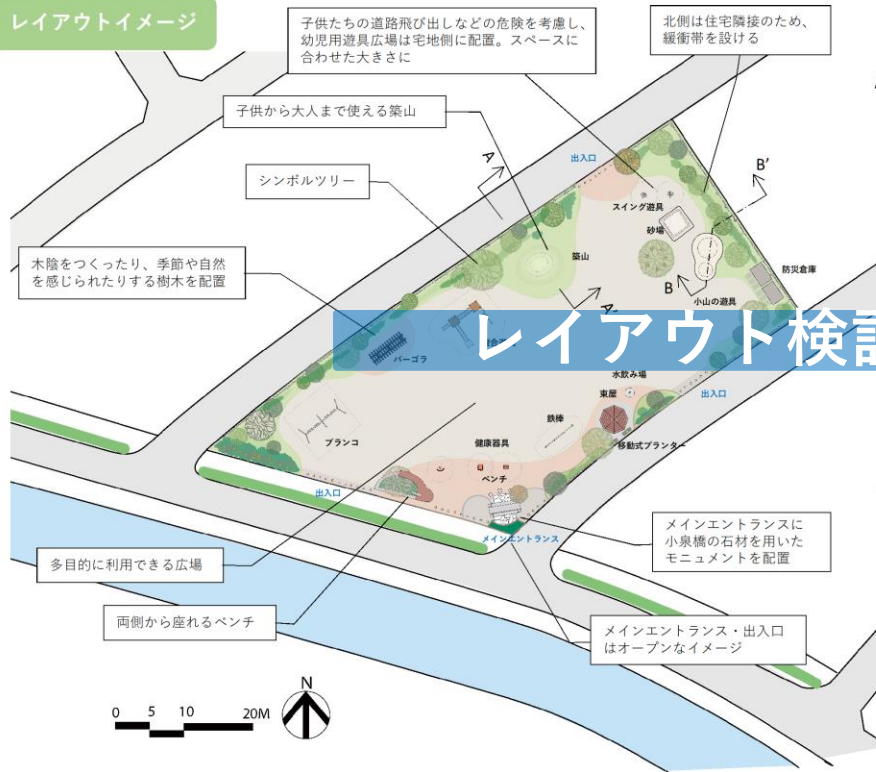 レイアウトイメージ
子供たちの道路飛び出しなどの危険を考慮し、
幼児用遊具広場は宅地側に配置。スペースに
合わせた大きさに
北側は住宅隣接のため、
緩衝帯を設ける
子供から大人まで使える築山
シンボルツリー
木陰をつくったり、季節や自然
を感じられたりする樹木を配置
A
出入口
B'
スイング遊具
砂場
築山
防災倉庫
B
小山の遊具
A'
レイアウト検
パーゴラ
水飲み場
東屋
出入口
鉄棒
移動式プランター
ブランコ
健康器具
ベンチ
出入口
メインエントランス
メインエントランスに
小泉橋の石材を用いた
モニュメントを配置
多目的に利用できる広場
両側から座れるベンチ
メインエントランス・出入口
はオープンなイメージ
N
0 5 10 20M